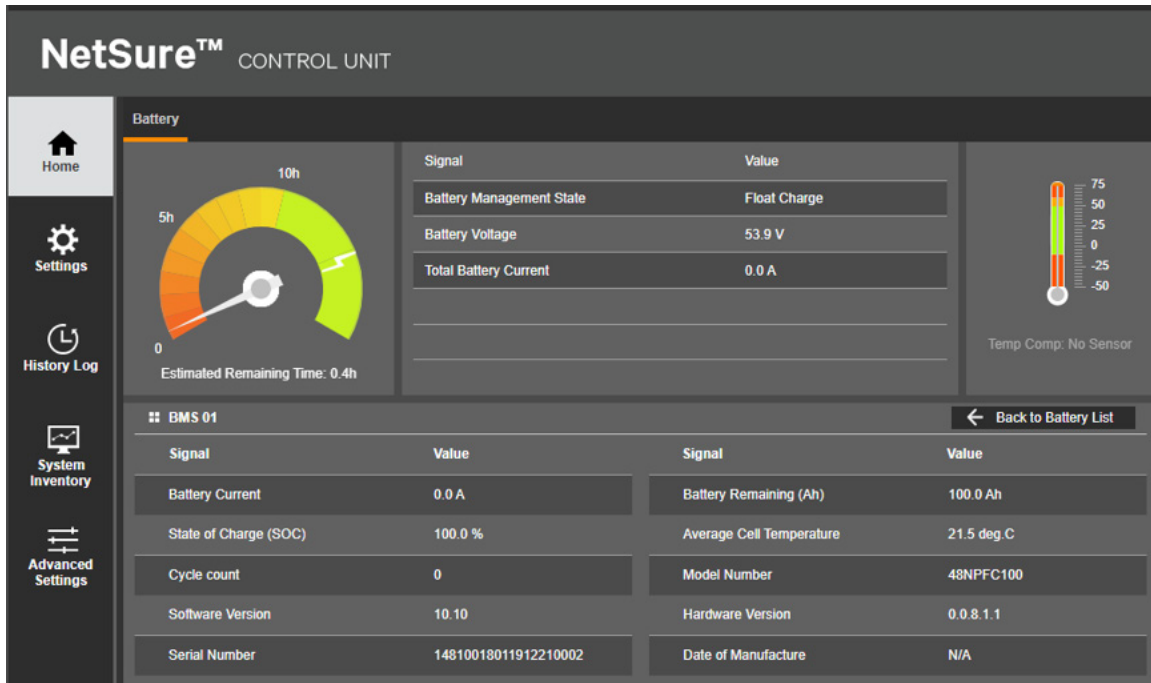 NetSure™ CONTROL UNIT
Home
Settings
History Log
System
Inventory
Advanced
Settings
Battery
10h
5h
0
Estimated Remaining Time: 0.4h
Signal Value
Battery Management State Float Charge
Battery Voltage 53.9 V
Total Battery Current 0.0 A
75
50
25
0
-25
-50
Temp Comp: No Sensor
BMS 01
Back to Battery List
Signal Value Signal Value
Battery Current 0.0 A Battery Remaining (Ah) 100.0 Ah
State of Charge (SOC) 100.0 % Average Cell Temperature 21.5 deg.C
Cycle count 0 Model Number 48NPFC100
Software Version 10.10 Hardware Version 0.0.8.1.1
Serial Number 14810018011912210002 Date of Manufacture N/A